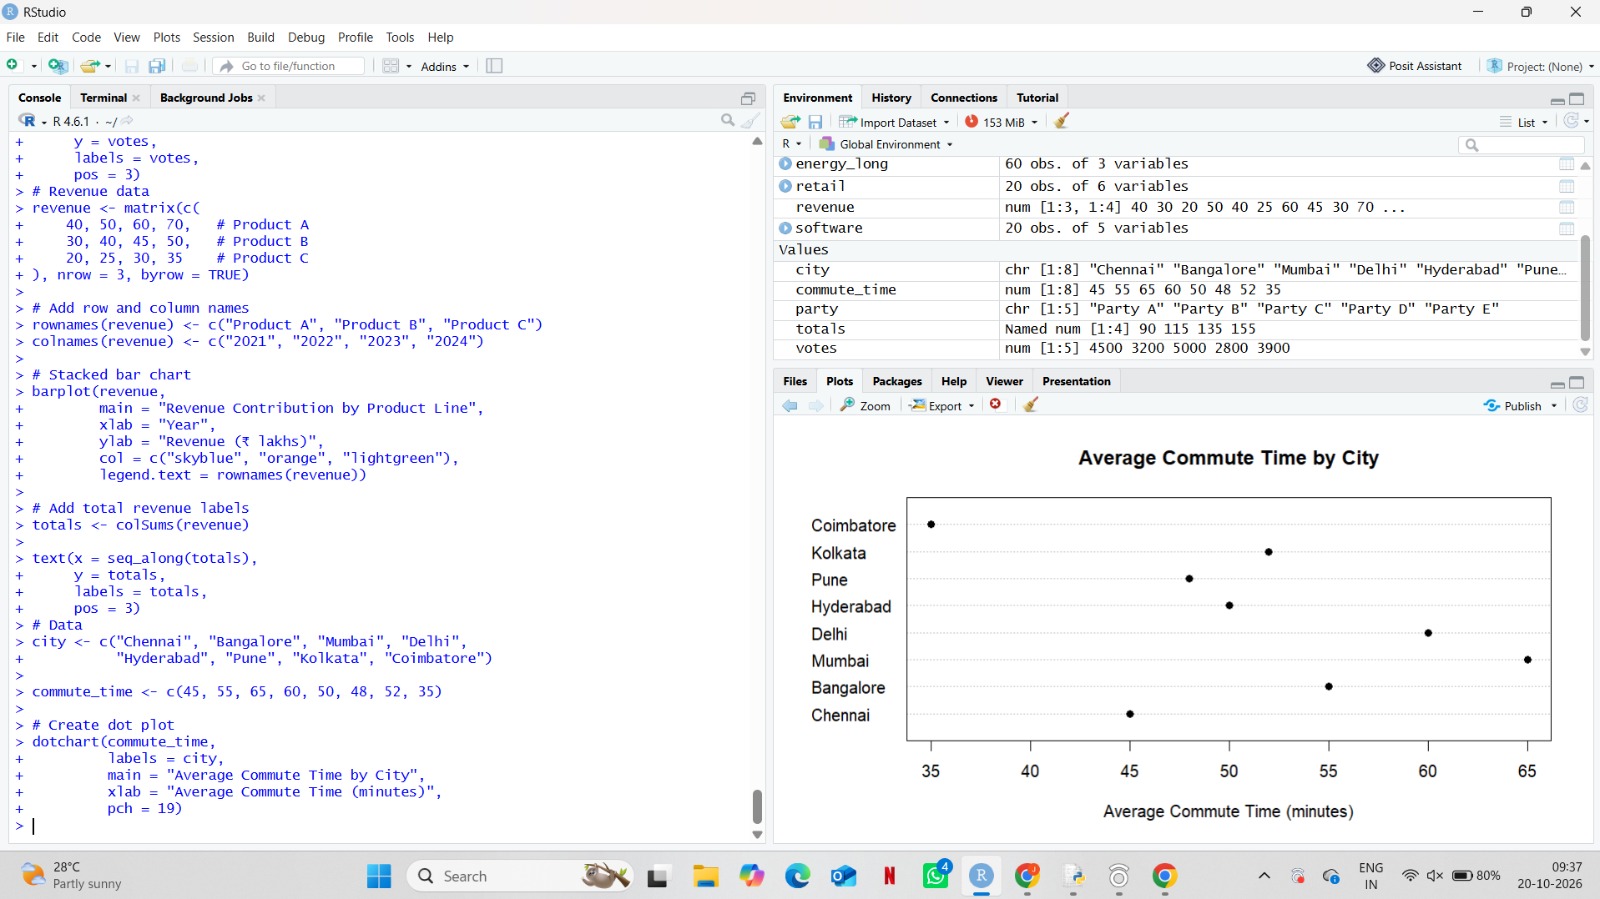 RStudio
File Edit Code View Plots Session Build Debug Profile Tools Help
Go to file/function Addins Posit Assistant Project: (None)
Console Terminal Background Jobs
R 4.6.1 · ~/
+       y = votes,
+       labels = votes,
+       pos = 3)
> # Revenue data
> revenue <- matrix(c(
+      40, 50, 60, 70,   # Product A
+      30, 40, 45, 50,   # Product B
+      20, 25, 30, 35    # Product C
+ ), nrow = 3, byrow = TRUE)
>
> # Add row and column names
> rownames(revenue) <- c("Product A", "Product B", "Product C")
> colnames(revenue) <- c("2021", "2022", "2023", "2024")
>
> # Stacked bar chart
> barplot(revenue,
+         main = "Revenue Contribution by Product Line",
+         xlab = "Year",
+         ylab = "Revenue (₹ lakhs)",
+         col = c("skyblue", "orange", "lightgreen"),
+         legend.text = rownames(revenue))
>
> # Add total revenue labels
> totals <- colSums(revenue)
>
> text(x = seq_along(totals),
+      y = totals,
+      labels = totals,
+      pos = 3)
> # Data
> city <- c("Chennai", "Bangalore", "Mumbai", "Delhi",
+           "Hyderabad", "Pune", "Kolkata", "Coimbatore")
>
> commute_time <- c(45, 55, 65, 60, 50, 48, 52, 35)
>
> # Create dot plot
> dotchart(commute_time,
+          labels = city,
+          main = "Average Commute Time by City",
+          xlab = "Average Commute Time (minutes)",
+          pch = 19)
>
Environment History Connections Tutorial
Import Dataset 153 MiB List
R Global Environment
energy_long 60 obs. of 3 variables
retail 20 obs. of 6 variables
revenue num [1:3, 1:4] 40 30 20 50 40 25 60 45 30 70 ...
software 20 obs. of 5 variables
Values
city chr [1:8] "Chennai" "Bangalore" "Mumbai" "Delhi" "Hyderabad" "Pune…
commute_time num [1:8] 45 55 65 60 50 48 52 35
party chr [1:5] "Party A" "Party B" "Party C" "Party D" "Party E"
totals Named num [1:4] 90 115 135 155
votes num [1:5] 4500 3200 5000 2800 3900
Files Plots Packages Help Viewer Presentation
Zoom Export Publish
Average Commute Time by City
Coimbatore
Kolkata
Pune
Hyderabad
Delhi
Mumbai
Bangalore
Chennai
35 40 45 50 55 60 65
Average Commute Time (minutes)
28°C
Partly sunny
Search
4
ENG
IN
80%
09:37
20-10-2026